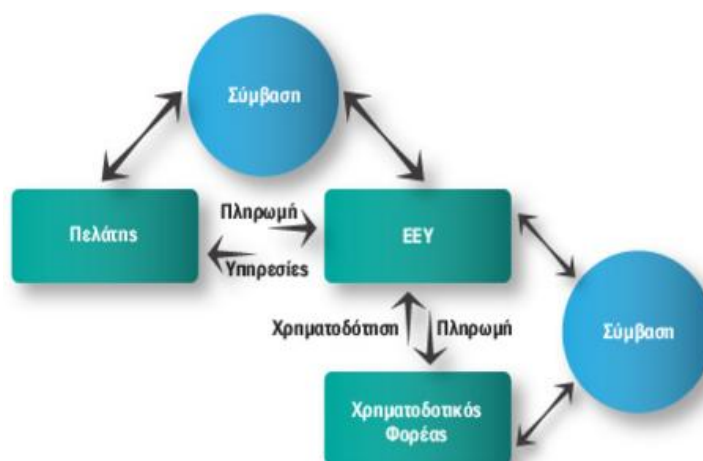 Σύμβαση
Πελάτης
Πληρωμή
Υπηρεσίες
ΕΕΥ
Χρηματοδότηση
Πληρωμή
Σύμβαση
Χρηματοδοτικός
Φορέας